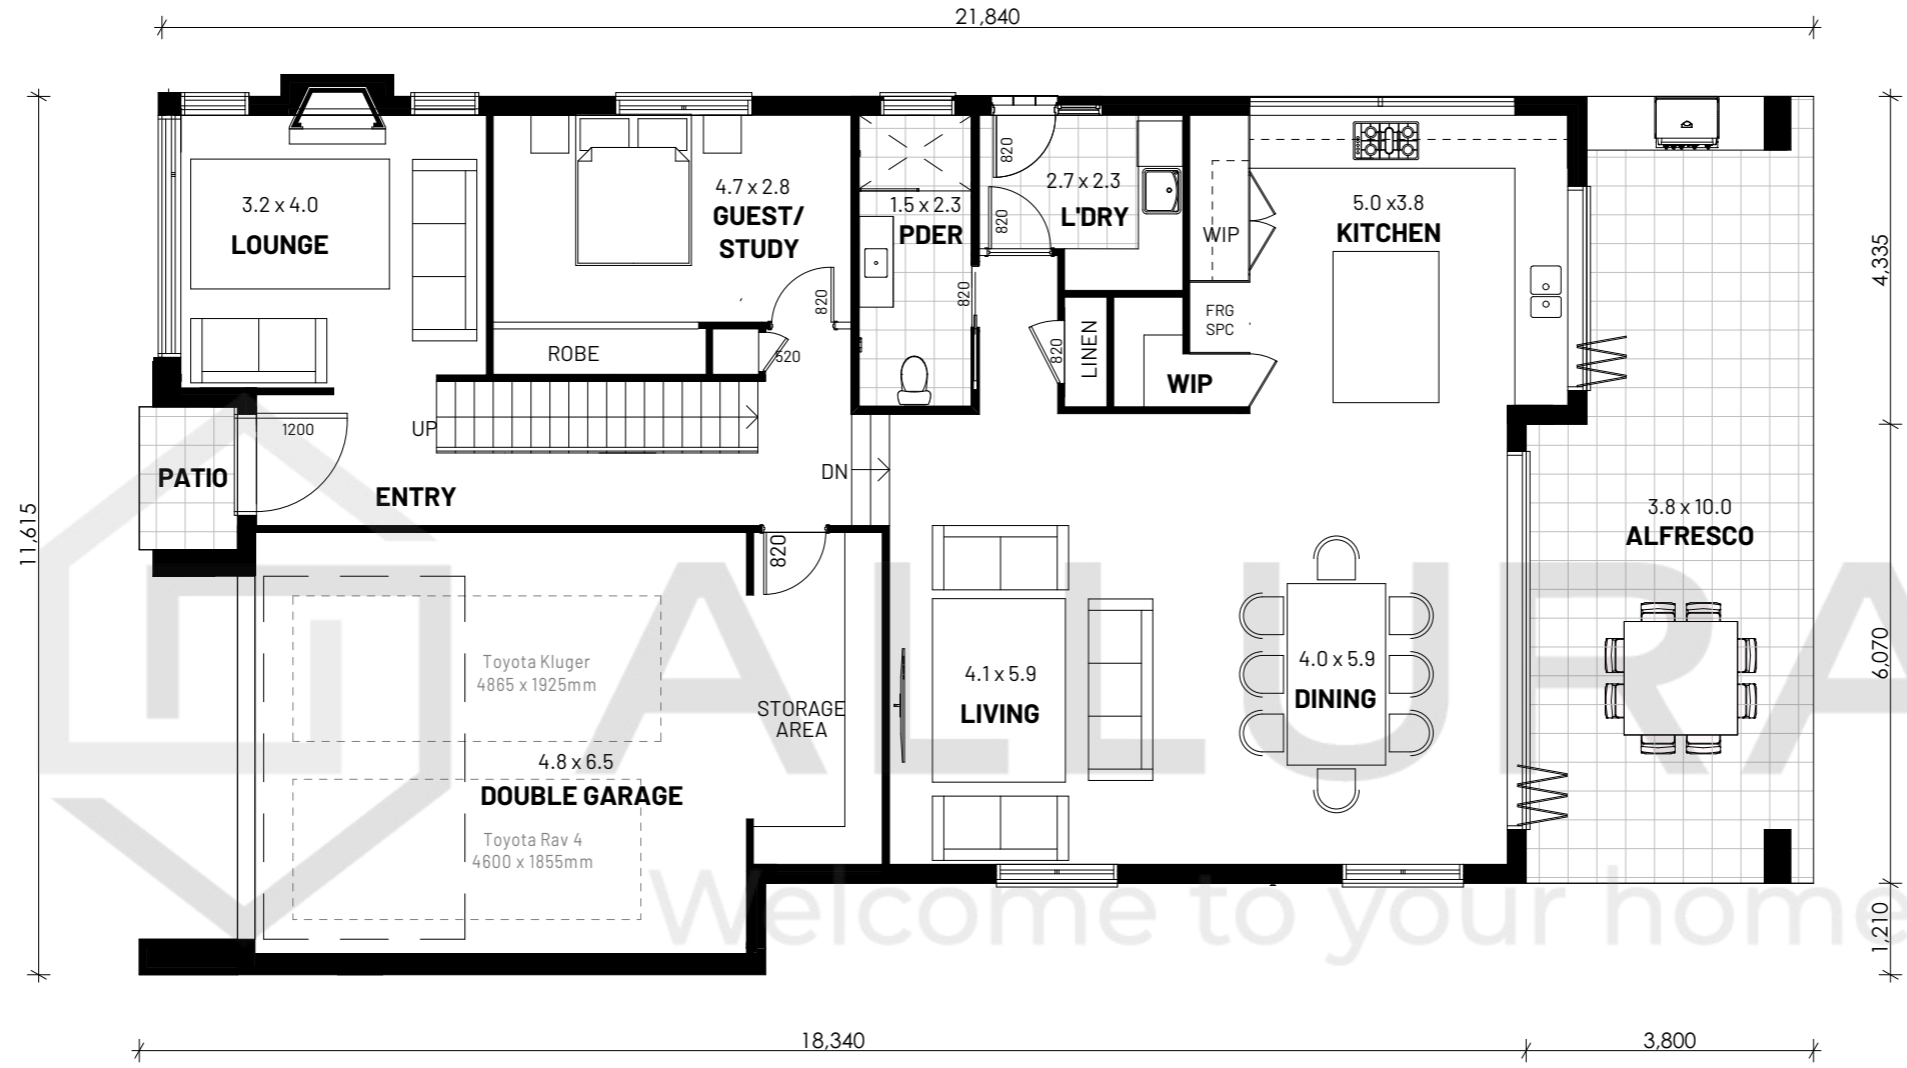 21,840
11,615
4,335
6,070
1,210
18,340
3,800
3.2 x 4.0
LOUNGE
4.7 x 2.8
GUEST/
STUDY
820
ROBE
520
1.5 x 2.3
PDER
820
820
820
2.7 x 2.3
L'DRY
820
LINEN
WIP
WIP
FRG
SPC
5.0 x3.8
KITCHEN
1200
UP
DN
PATIO
ENTRY
820
3.8 x 10.0
ALFRESCO
Toyota Kluger
4865 x 1925mm
STORAGE
AREA
4.8 x 6.5
DOUBLE GARAGE
Toyota Rav 4
4600 x 1855mm
4.1 x 5.9
LIVING
4.0 x 5.9
DINING
ALLURA
Welcome to your home